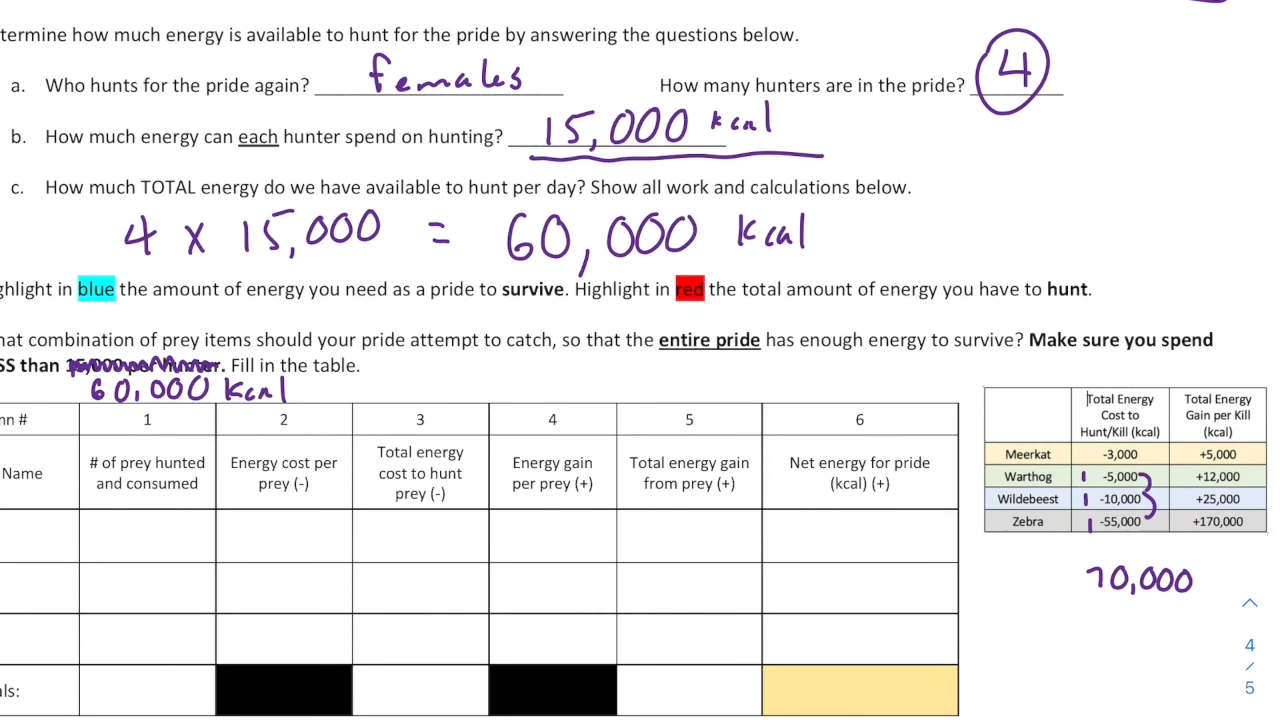 termine how much energy is available to hunt for the pride by answering the questions below.
a. Who hunts for the pride again? females How many hunters are in the pride? 4
b. How much energy can each hunter spend on hunting? 15,000 kcal
c. How much TOTAL energy do we have available to hunt per day? Show all work and calculations below.
4 x 15,000 = 60,000 kcal
ghlight in blue the amount of energy you need as a pride to survive. Highlight in red the total amount of energy you have to hunt.
hat combination of prey items should your pride attempt to catch, so that the entire pride has enough energy to survive? Make sure you spend
SS than 15,000 per hunter. Fill in the table.
60,000 kcal
mn # 1 2 3 4 5 6
Name # of prey hunted and consumed Energy cost per prey (-) Total energy cost to hunt prey (-) Energy gain per prey (+) Total energy gain from prey (+) Net energy for pride (kcal) (+)
als:
Total Energy Cost to Hunt/Kill (kcal) Total Energy Gain per Kill (kcal)
Meerkat -3,000 +5,000
Warthog 1 -5,000 +12,000
Wildebeest 1 -10,000 +25,000
Zebra 1 -55,000 +170,000
70,000
4
/
5